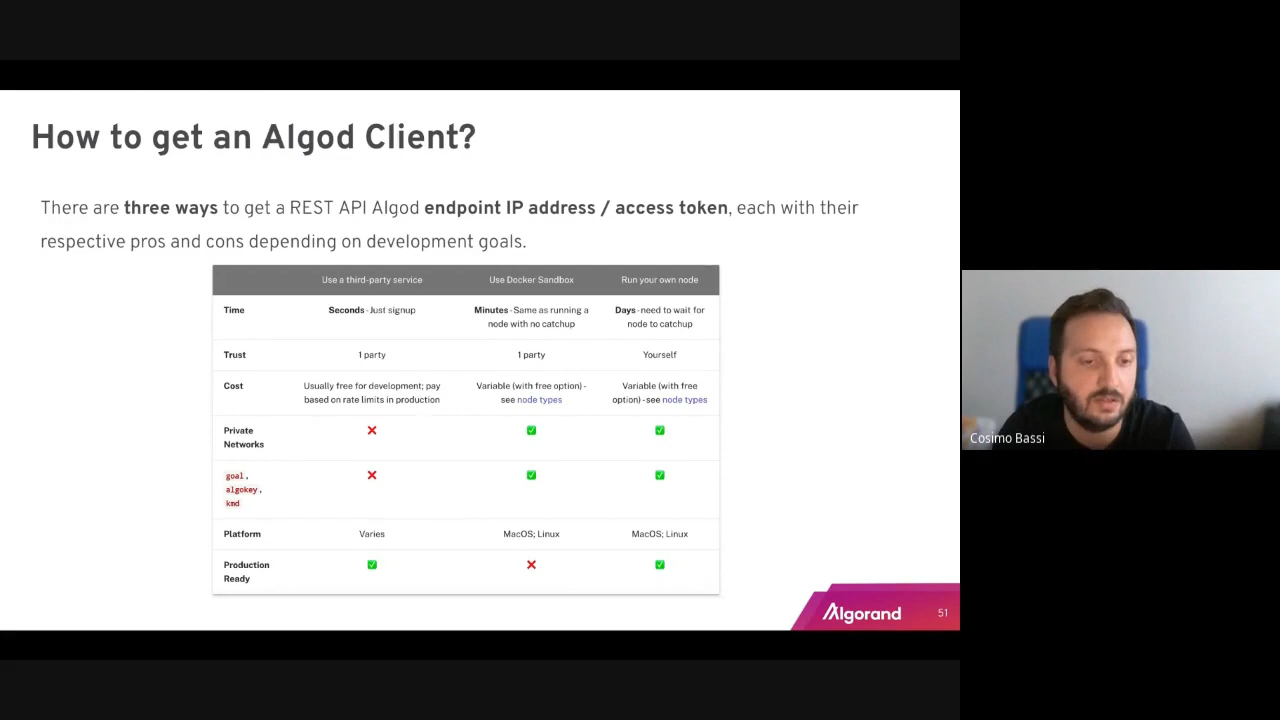 How to get an Algod Client?
There are three ways to get a REST API Algod endpoint IP address / access token, each with their
respective pros and cons depending on development goals.
Use a third-party service Use Docker Sandbox Run your own node
Time Seconds - Just signup Minutes - Same as running a Days - need to wait for
node with no catchup node to catchup
Trust 1 party 1 party Yourself
Cost Usually free for development; pay Variable (with free option) - Variable (with free
based on rate limits in production see node types option) - see node types
Private
Networks
goal,
algokey,
kmd
Platform Varies MacOS; Linux MacOS; Linux
Production
Ready
Algorand 51
Cosimo Bassi